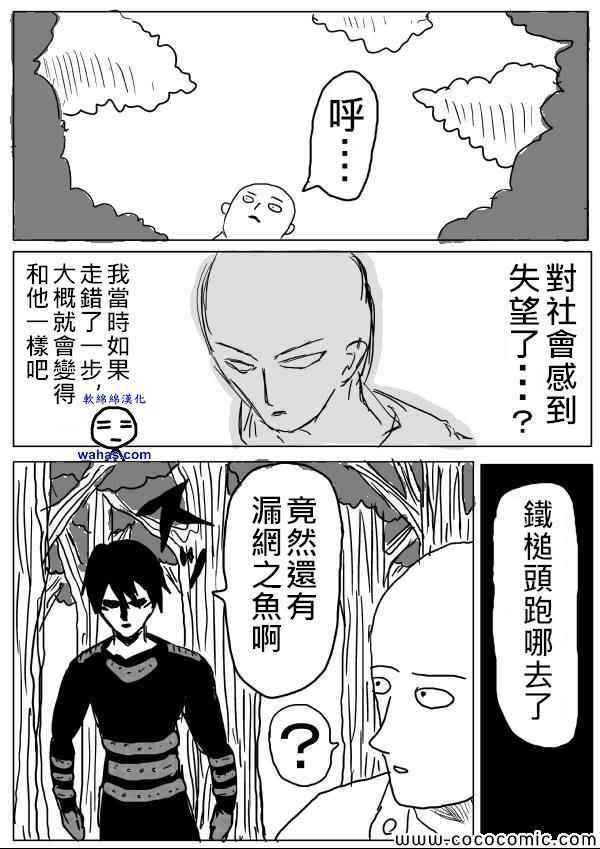 呼‥‥
對社會感到
失望了‥‥?
我當時如果
走錯了一步,
大概就會變得
和他一樣吧
軟綿綿漢化
wahas.com
鐵槌頭跑哪去了
竟然還有
漏網之魚啊
?
www.cococomic.com